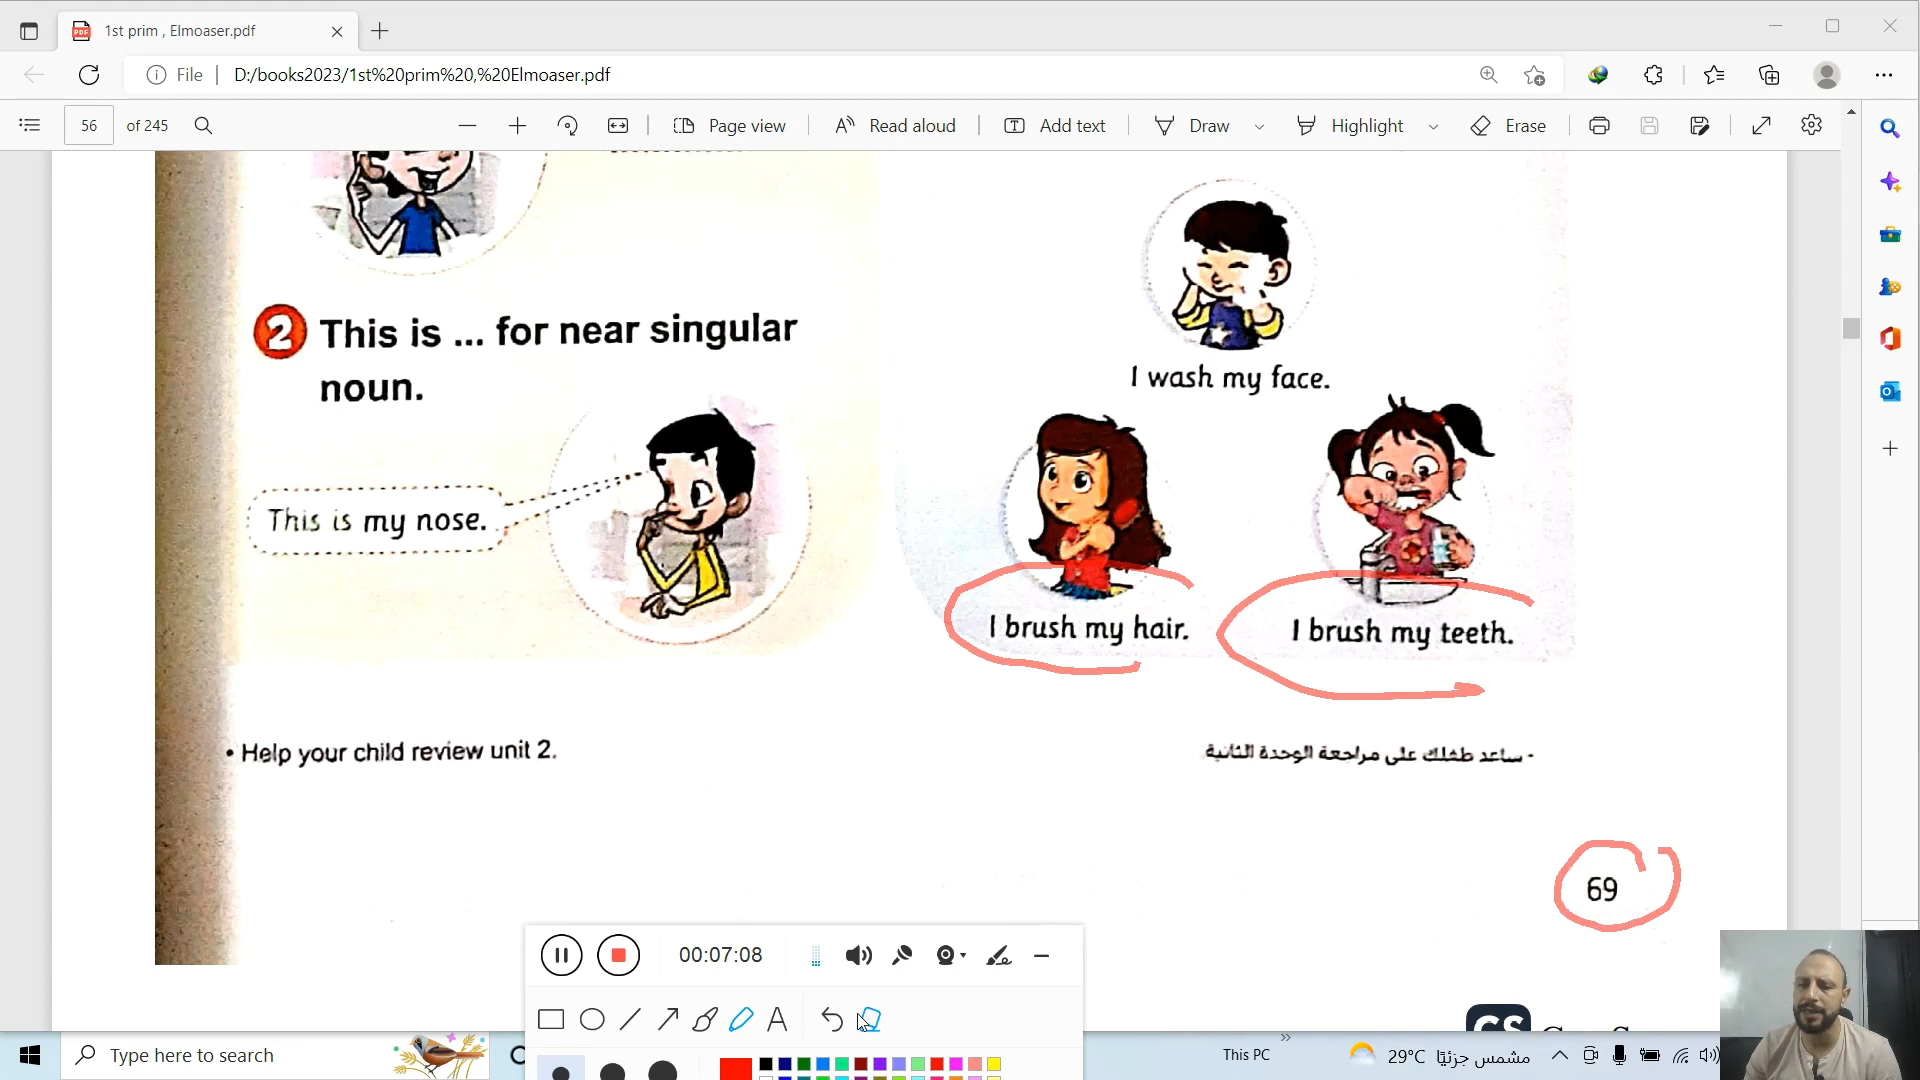 1st prim , Elmoaser.pdf
File
D:/books2023/1st%20prim%20,%20Elmoaser.pdf
56
of 245
Page view
Read aloud
Add text
Draw
Highlight
Erase
2 This is ... for near singular
noun.
This is my nose.
I wash my face.
I brush my hair.
I brush my teeth.
• Help your child review unit 2.
- ساعد طفلك على مراجعة الوحدة الثانية
69
00:07:08
CS
Type here to search
This PC
29°C مشمس جزئيًا